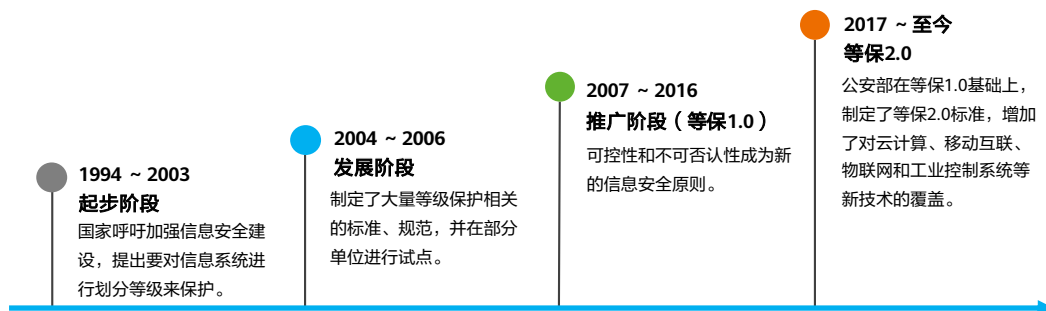 1994 ~ 2003
起步阶段
国家呼吁加强信息安全建
设，提出要对信息系统进
行划分等级来保护。
2004 ~ 2006
发展阶段
制定了大量等级保护相关
的标准、规范，并在部分
单位进行试点。
2007 ~ 2016
推广阶段（等保1.0）
可控性和不可否认性成为新
的信息安全原则。
2017 ~ 至今
等保2.0
公安部在等保1.0基础上，
制定了等保2.0标准，增加
了对云计算、移动互联、
物联网和工业控制系统等
新技术的覆盖。